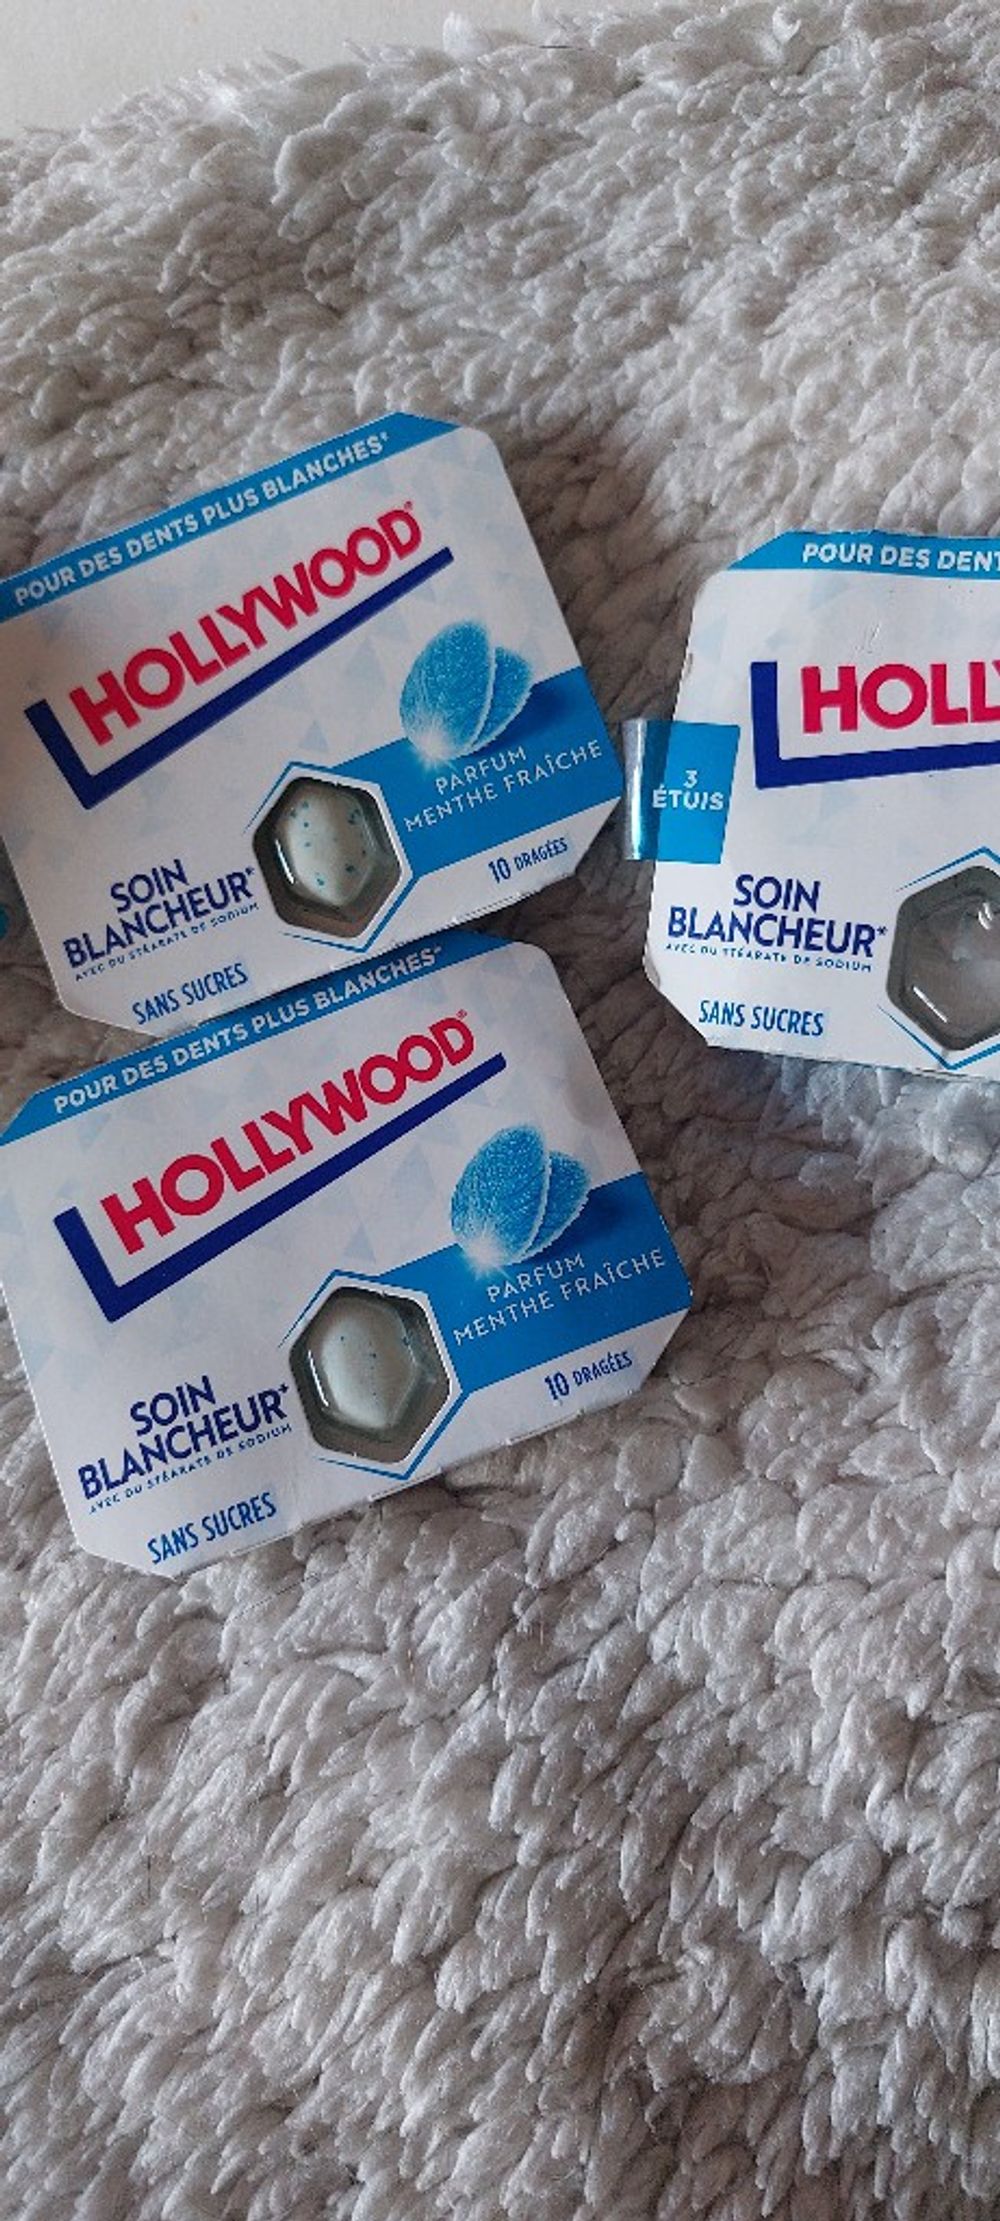 POUR DES DENTS PLUS BLANCHES*
HOLLYWOOD®
PARFUM
MENTHE FRAÎCHE
10 DRAGÉES
SOIN
BLANCHEUR*
AVEC DU STÉARATE DE SODIUM
SANS SUCRES
POUR DES DENTS PLUS BLANCHES*
HOLLYWOOD®
PARFUM
MENTHE FRAÎCHE
10 DRAGÉES
SOIN
BLANCHEUR*
AVEC DU STÉARATE DE SODIUM
SANS SUCRES
POUR DES DENT
HOLLY
3
ÉTUIS
SOIN
BLANCHEUR*
AVEC DU STÉARATE DE SODIUM
SANS SUCRES